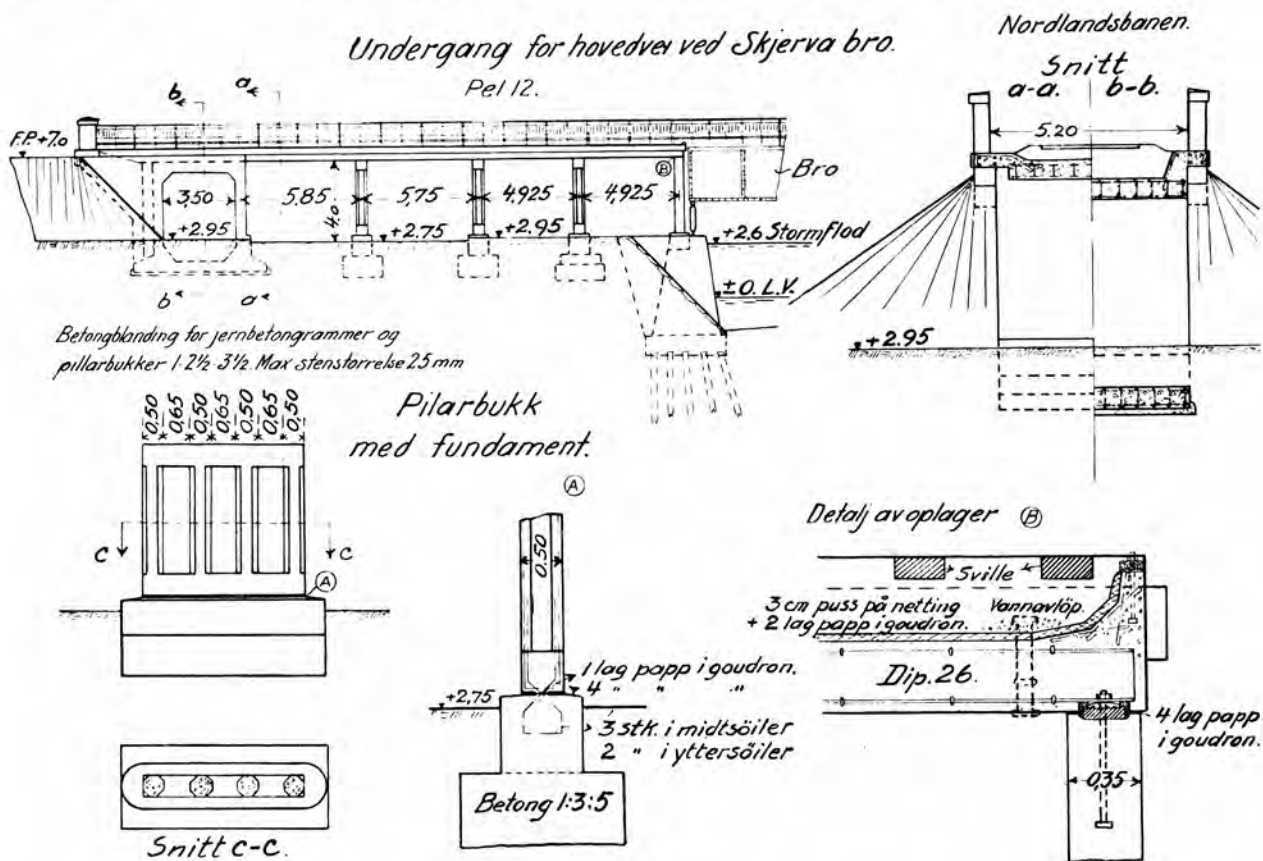 Undergang for hovedvei ved Skjerva bro.
Pel 12.
Nordlandsbanen.
Snitt
a-a. b-b.
5.20
b a
F.P. +7.0
Bro
B
3,50 5,85 5,75 4,925 4,925
4.0
+2.95 +2.75 +2.95
+2.6 Stormflod
± 0. L.V.
b a
+2.95
Betongblanding for jernbetongrammer og
pillarbukker 1·2½·3½. Max stenstørrelse 25 mm
0,50 0,65 0,50 0,65 0,50 0,65 0,50
C C
A
Snitt c-c.
Pilarbukk
med fundament.
A
0.50
1 lag papp i goudron.
4 " " "
+2,75
3 stk. i midtsöiler
2 " i yttersöiler
Betong 1:3:5
Detalj av oplager B
Sville
3 cm puss på netting
+ 2 lag papp i goudron.
Vannavlöp.
Dip. 26.
4 lag papp
i goudron.
0,35